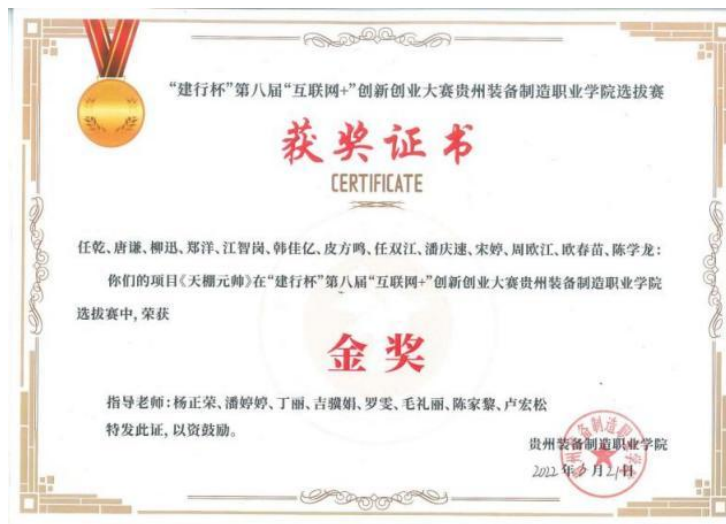 “建行杯”第八届“互联网+”创新创业大赛贵州装备制造职业学院选拔赛
获奖证书
CERTIFICATE
任乾、唐谦、柳迅、郑洋、江智岗、韩佳亿、皮方鸣、任双江、潘庆速、宋婷、周欧江、欧春苗、陈学龙：
你们的项目《天棚元帅》在“建行杯”第八届“互联网+”创新创业大赛贵州装备制造职业学院
选拔赛中，荣获
金奖
指导老师：杨正荣、潘婷婷、丁丽、吉骥娟、罗雯、毛礼丽、陈家黎、卢宏松
特发此证，以资鼓励。
贵州装备制造职业学院
2022年6月21日